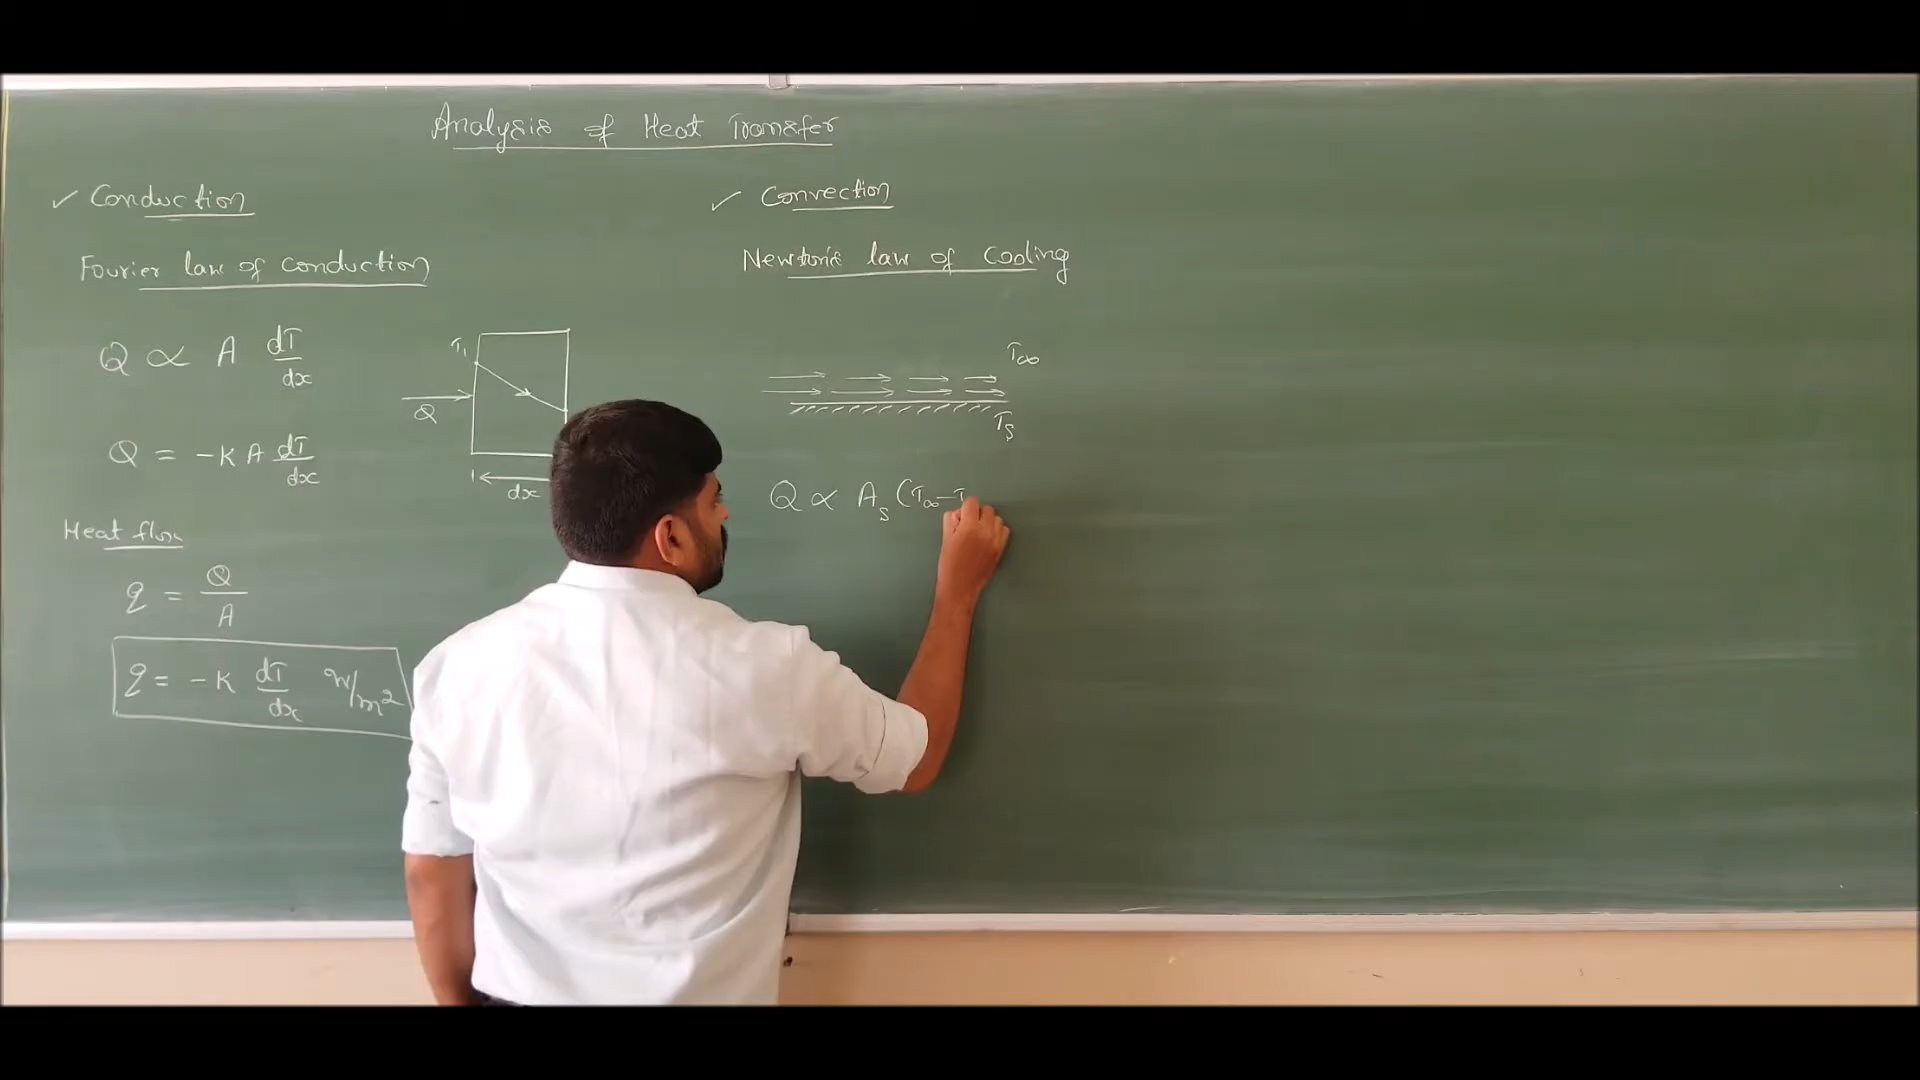 Analysis of Heat Transfer
✓ Conduction
Fourier law of conduction
Q ∝ A dT/dx
Q = -K A dT/dx
T₁
Q
dx
Heat flux
q = Q/A
q = -K dT/dx W/m²
✓ Convection
Newton's law of Cooling
T∞
Ts
Q ∝ As (T∞-T